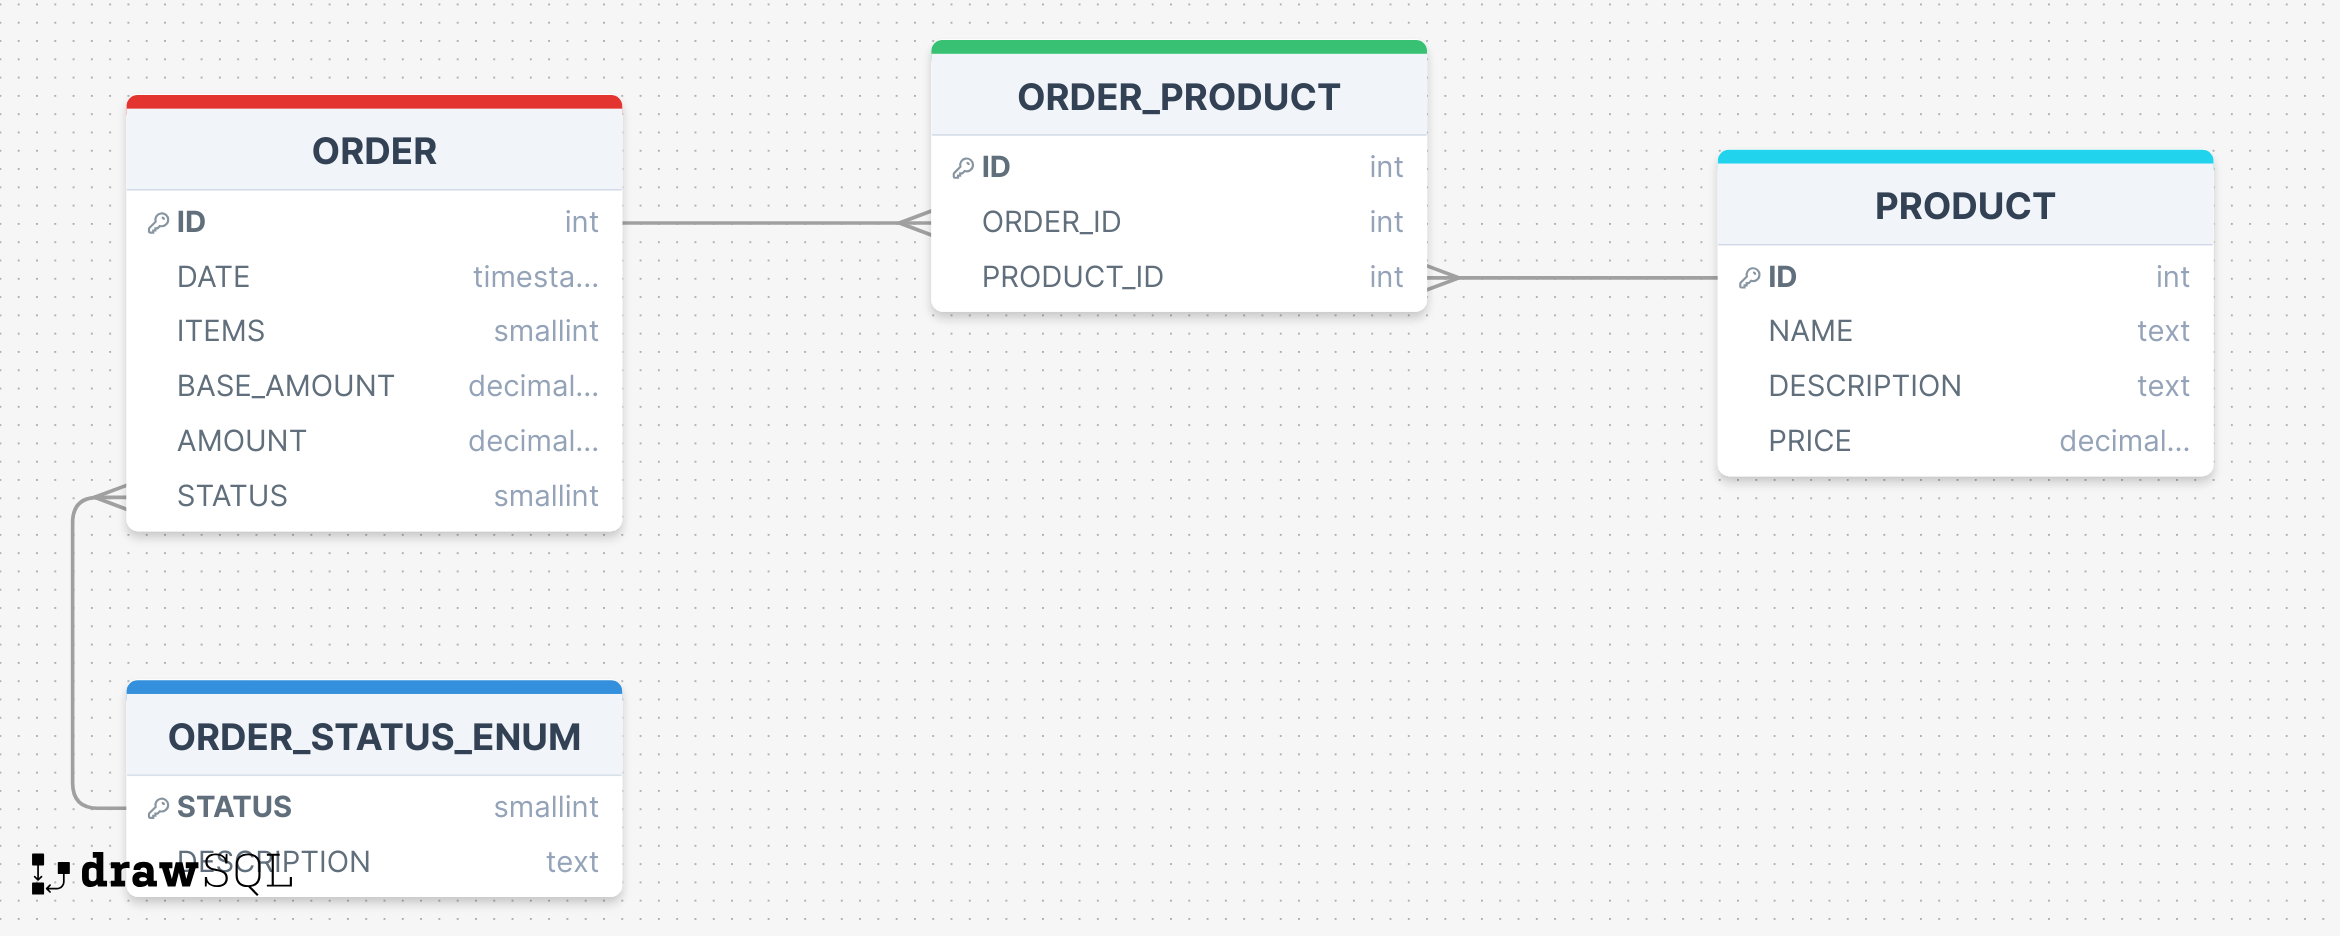 ORDER
ID int
DATE timesta...
ITEMS smallint
BASE_AMOUNT decimal...
AMOUNT decimal...
STATUS smallint
ORDER_PRODUCT
ID int
ORDER_ID int
PRODUCT_ID int
PRODUCT
ID int
NAME text
DESCRIPTION text
PRICE decimal...
ORDER_STATUS_ENUM
STATUS smallint
DESCRIPTION text
drawSQL